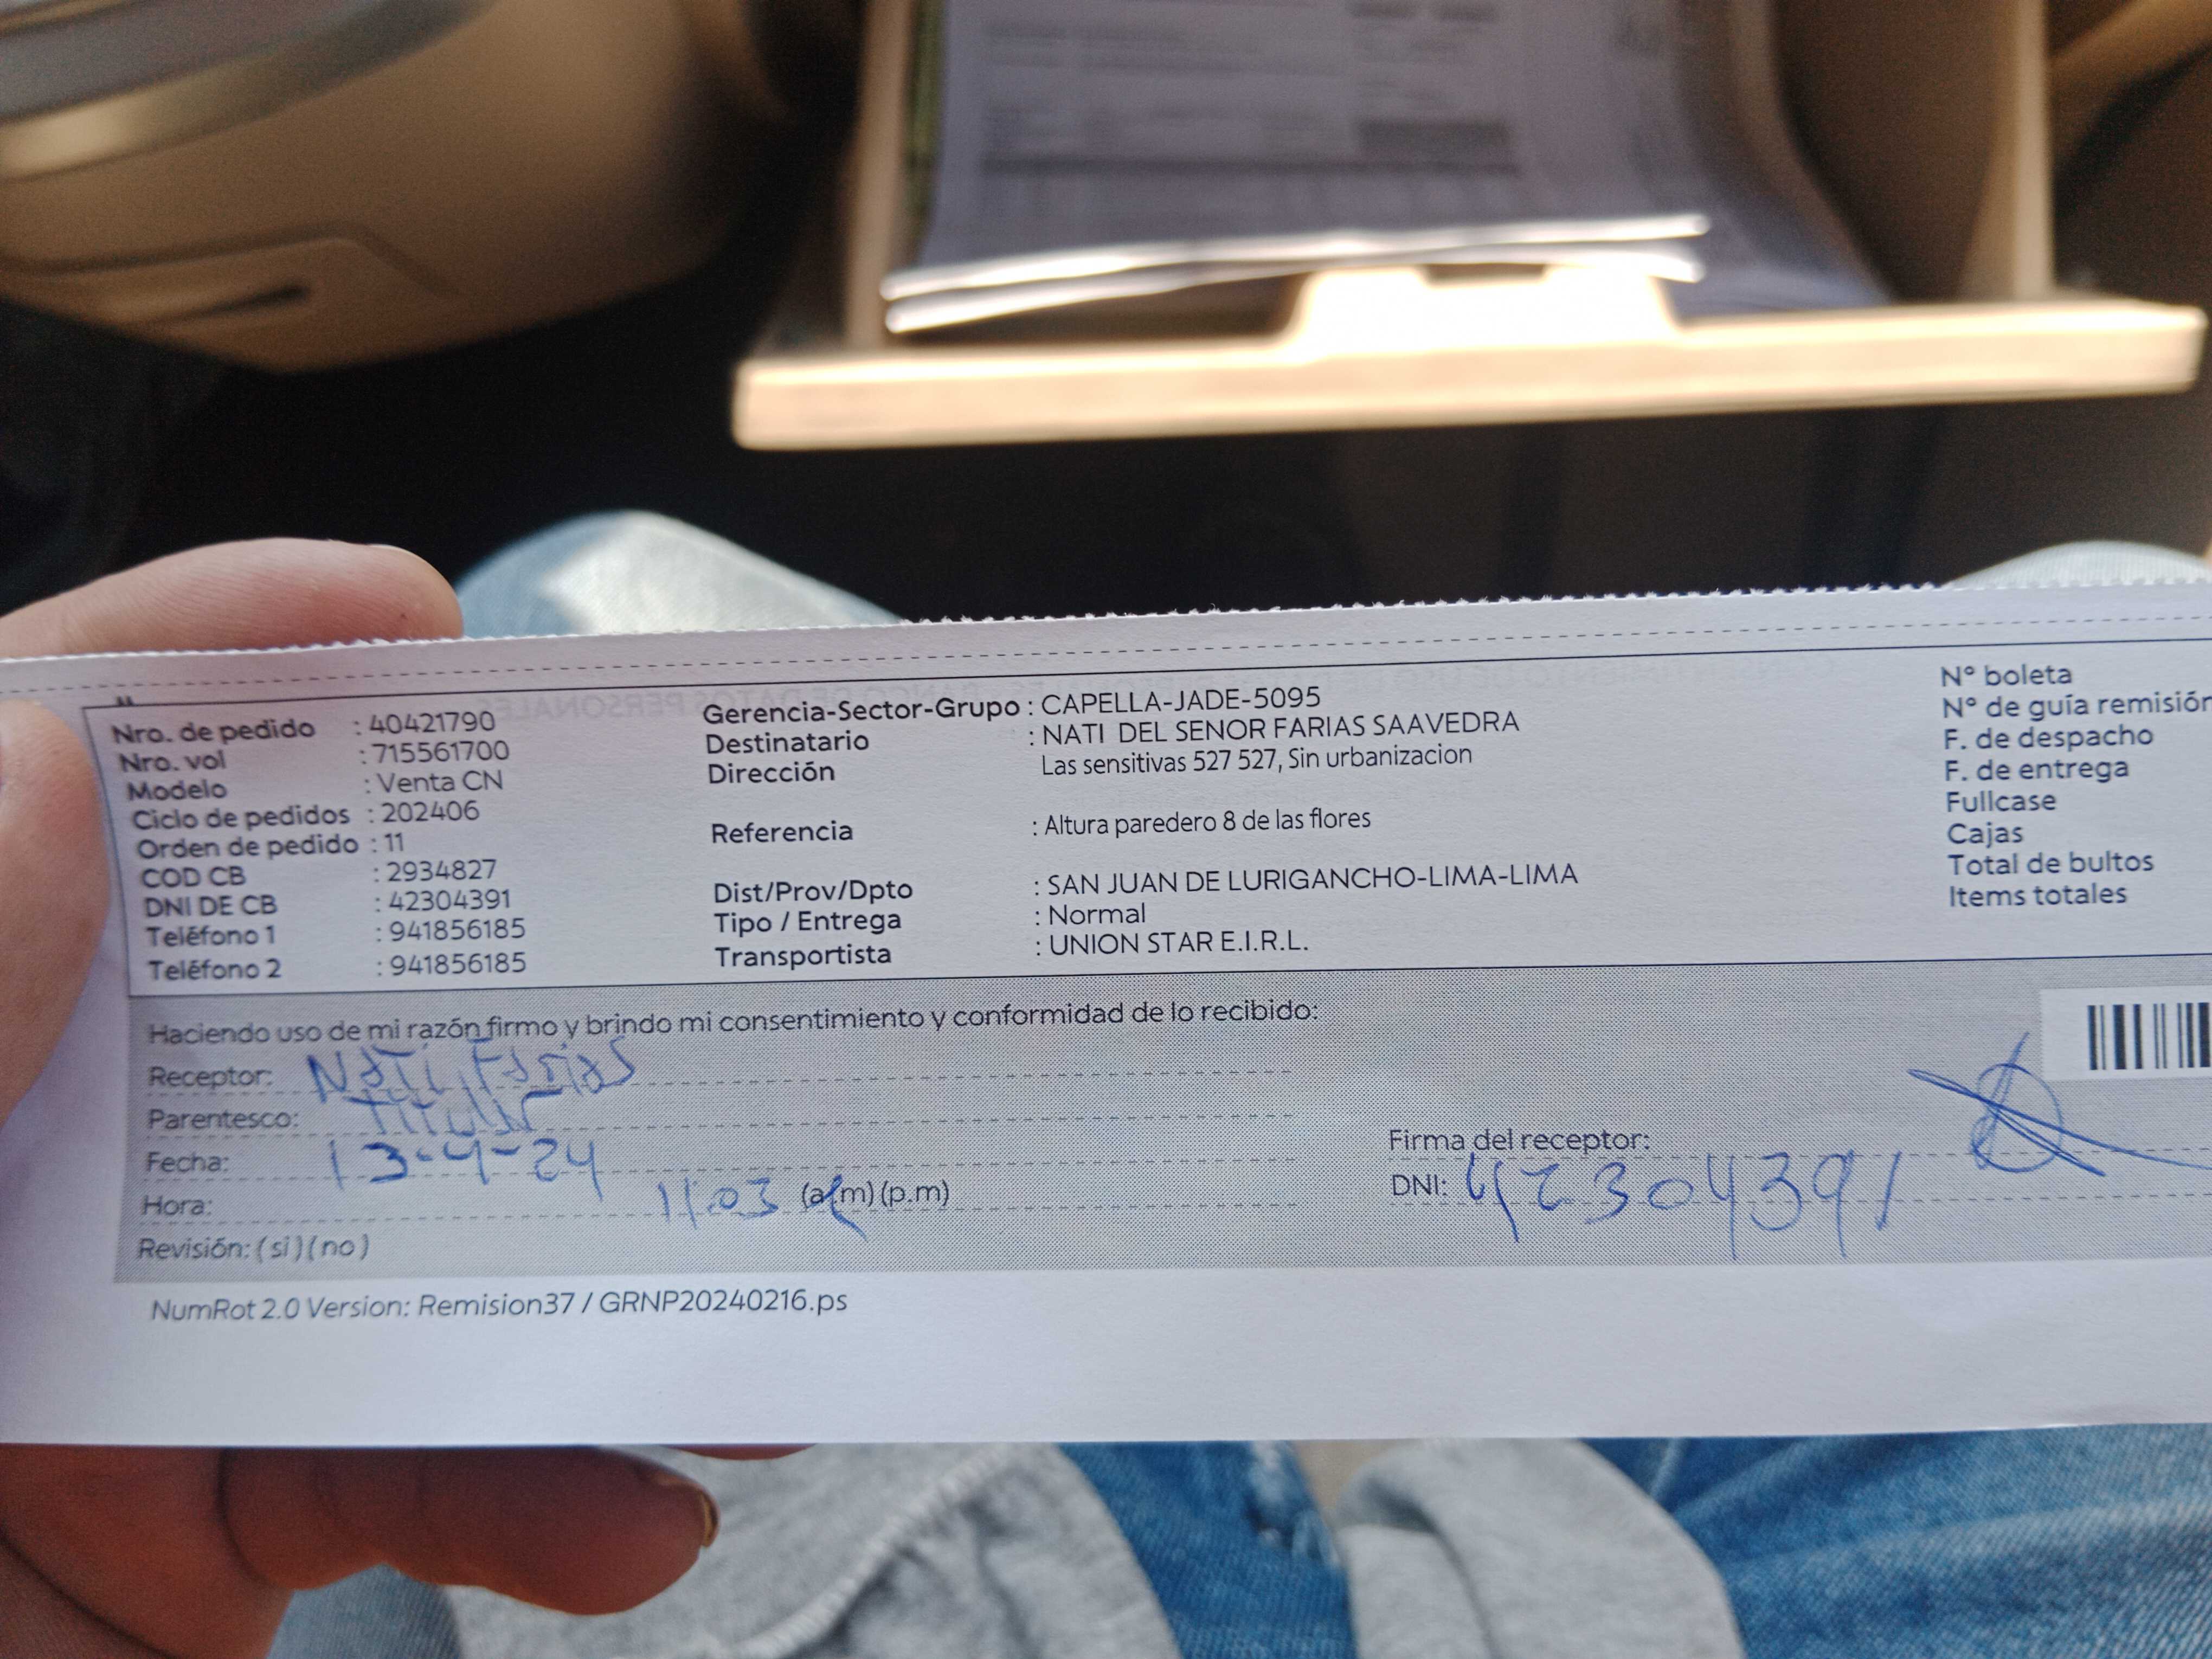 Nro. de pedido : 40421790
Nro. vol : 715561700
Modelo : Venta CN
Ciclo de pedidos : 202406
Orden de pedido : 11
COD CB : 2934827
DNI DE CB : 42304391
Teléfono 1 : 941856185
Teléfono 2 : 941856185
Gerencia-Sector-Grupo : CAPELLA-JADE-5095
Destinatario : NATI DEL SENOR FARIAS SAAVEDRA
Dirección Las sensitivas 527 527, Sin urbanizacion
Referencia : Altura paredero 8 de las flores
Dist/Prov/Dpto : SAN JUAN DE LURIGANCHO-LIMA-LIMA
Tipo / Entrega : Normal
Transportista : UNION STAR E.I.R.L.
N° boleta
N° de guía remisión
F. de despacho
F. de entrega
Fullcase
Cajas
Total de bultos
Items totales
Haciendo uso de mi razón firmo y brindo mi consentimiento y conformidad de lo recibido:
Receptor: Nati Farias
Parentesco: Titular
Fecha: 13-4-24
Hora: 11:03 (a.m)(p.m)
Revisión: (si)(no)
Firma del receptor:
DNI: 42304391
NumRot 2.0 Version: Remision37 / GRNP20240216.ps